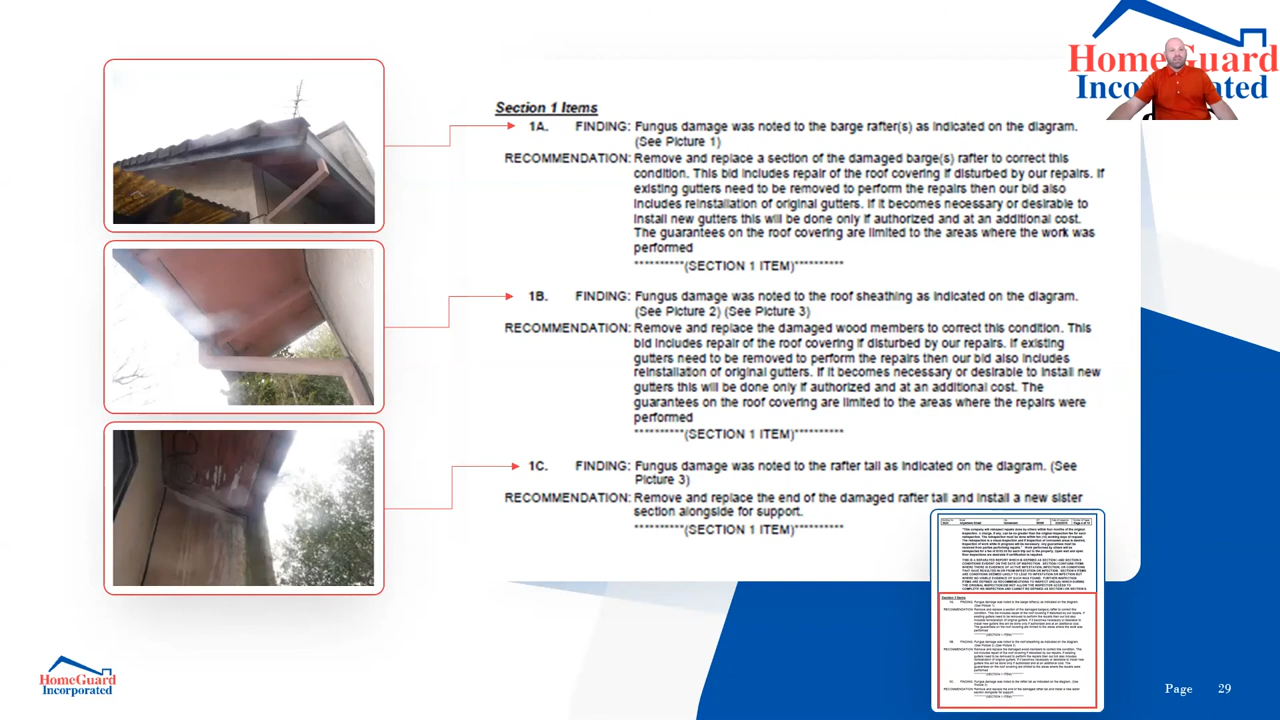 HomeGuard
Incorporated
Section 1 Items
1A. FINDING: Fungus damage was noted to the barge rafter(s) as indicated on the diagram.
(See Picture 1)
RECOMMENDATION: Remove and replace a section of the damaged barge(s) rafter to correct this
condition. This bid includes repair of the roof covering if disturbed by our repairs. If
existing gutters need to be removed to perform the repairs then our bid also
includes reinstallation of original gutters. If it becomes necessary or desirable to
install new gutters this will be done only if authorized and at an additional cost.
The guarantees on the roof covering are limited to the areas where the work was
performed
**********(SECTION 1 ITEM)**********
1B. FINDING: Fungus damage was noted to the roof sheathing as indicated on the diagram.
(See Picture 2) (See Picture 3)
RECOMMENDATION: Remove and replace the damaged wood members to correct this condition. This
bid includes repair of the roof covering if disturbed by our repairs. If existing
gutters need to be removed to perform the repairs then our bid also includes
reinstallation of original gutters. If it becomes necessary or desirable to install new
gutters this will be done only if authorized and at an additional cost. The
guarantees on the roof covering are limited to the areas where the repairs were
performed
**********(SECTION 1 ITEM)**********
1C. FINDING: Fungus damage was noted to the rafter tail as indicated on the diagram. (See
Picture 3)
RECOMMENDATION: Remove and replace the end of the damaged rafter tail and install a new sister
section alongside for support.
**********(SECTION 1 ITEM)**********
Section 1 Items
HomeGuard
Incorporated
Page 29